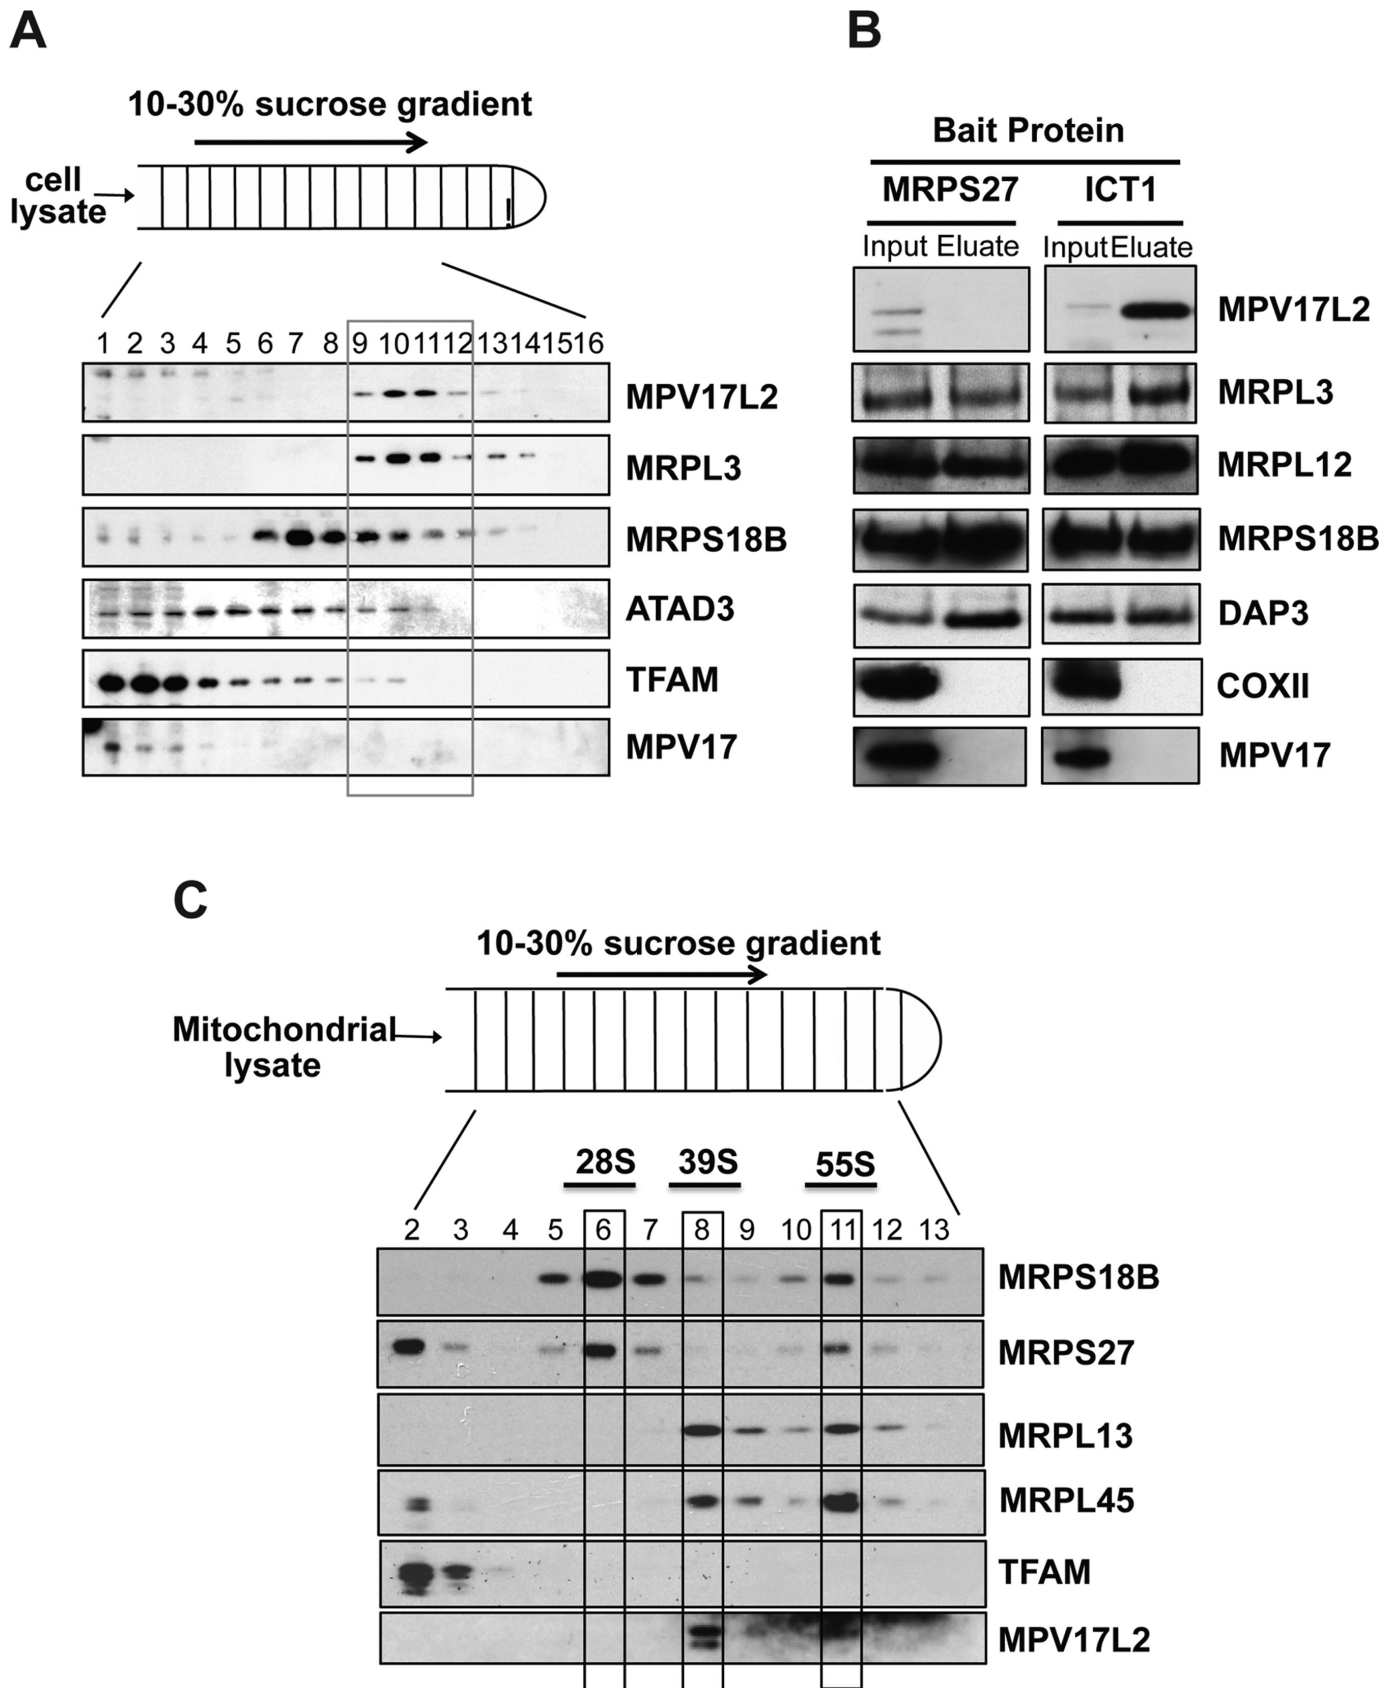 A
10-30% sucrose gradient
cell
lysate
1 2 3 4 5 6 7 8 9 10 11 12 13 14 15 16
MPV17L2
MRPL3
MRPS18B
ATAD3
TFAM
MPV17
B
Bait Protein
MRPS27 ICT1
Input Eluate Input Eluate
MPV17L2
MRPL3
MRPL12
MRPS18B
DAP3
COXII
MPV17
C
10-30% sucrose gradient
Mitochondrial
lysate
28S 39S 55S
2 3 4 5 6 7 8 9 10 11 12 13
MRPS18B
MRPS27
MRPL13
MRPL45
TFAM
MPV17L2